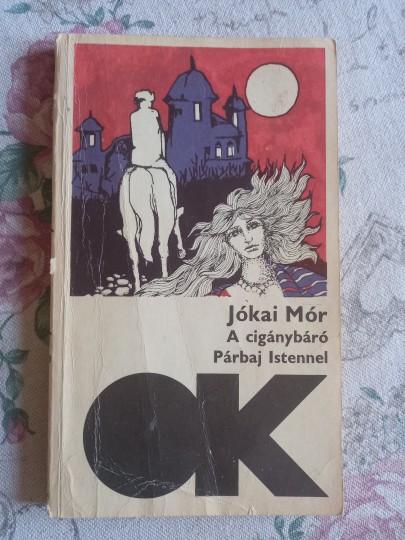 Jókai Mór
A cigánybáró
Párbaj Istennel
OK